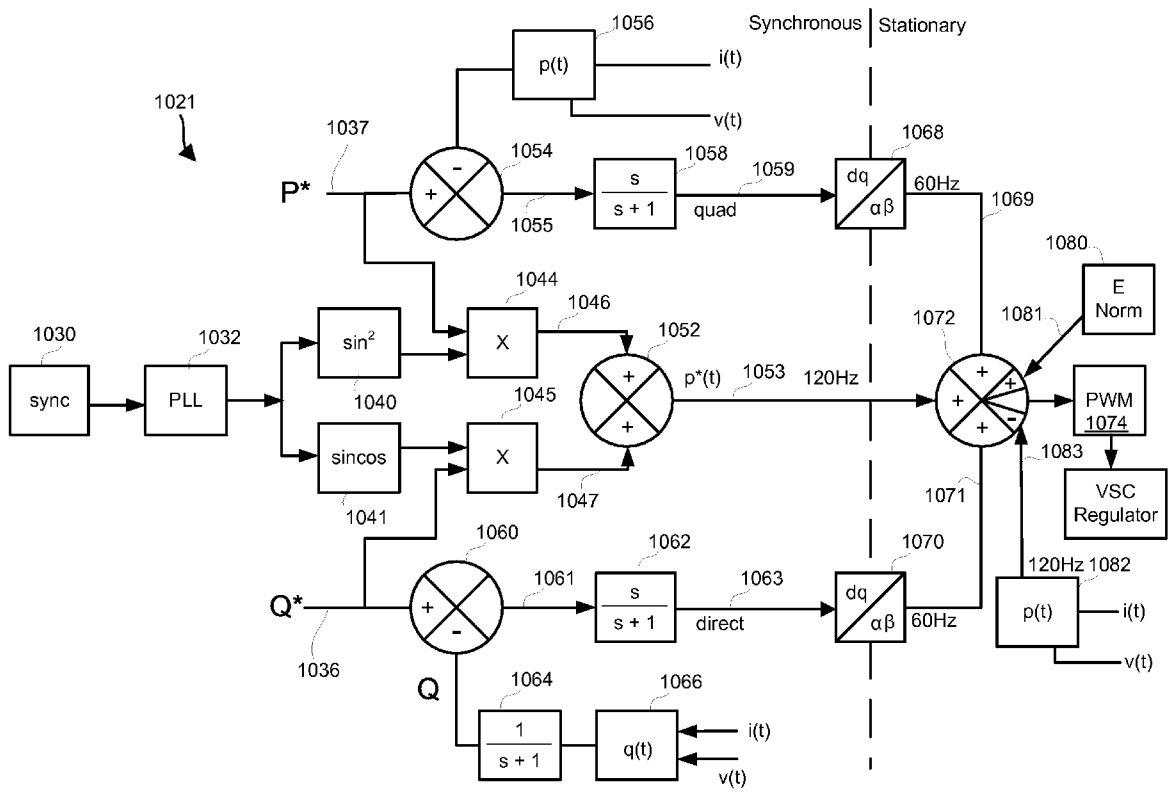 1056
Synchronous
Stationary
p(t)
i(t)
v(t)
1021
1037
-
1054
1058
1059
1068
P*
+
s
s + 1
quad
dq
αβ
60Hz
1055
1069
1080
E
Norm
1044
1046
1052
1072
1081
1030
1032
sin²
X
+
+
+
sync
PLL
1040
1045
p*(t)
1053
120Hz
+
PWM
1074
sincos
X
+
+
-
1041
1047
1071
1083
VSC
Regulator
1060
1061
1062
1063
1070
120Hz
1082
Q*
+
-
s
s + 1
direct
dq
αβ
60Hz
p(t)
i(t)
v(t)
1036
Q
1064
1066
1
s + 1
q(t)
i(t)
v(t)